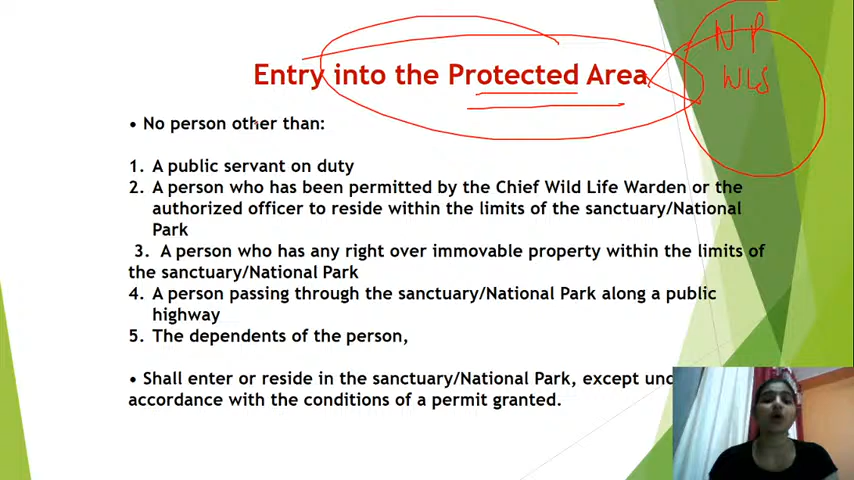 Entry into the Protected Area
NP
WLS
• No person other than:
1. A public servant on duty
2. A person who has been permitted by the Chief Wild Life Warden or the
authorized officer to reside within the limits of the sanctuary/National
Park
3. A person who has any right over immovable property within the limits of
the sanctuary/National Park
4. A person passing through the sanctuary/National Park along a public
highway
5. The dependents of the person,
• Shall enter or reside in the sanctuary/National Park, except
accordance with the conditions of a permit granted.